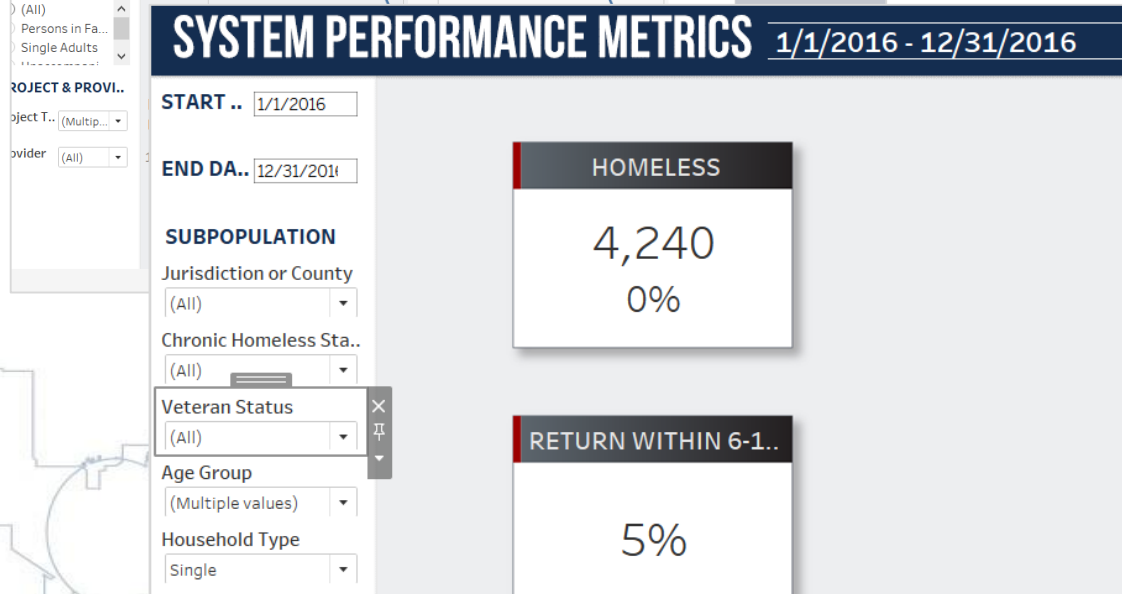 (All)
Persons in Fa...
Single Adults
ROJECT & PROVI..
oject T..
(Multip...
ovider
(All)
SYSTEM PERFORMANCE METRICS
1/1/2016 - 12/31/2016
START ..
1/1/2016
END DA..
12/31/201
SUBPOPULATION
Jurisdiction or County
(All)
Chronic Homeless Sta..
(All)
Veteran Status
(All)
Age Group
(Multiple values)
Household Type
Single
HOMELESS
4,240
0%
RETURN WITHIN 6-1..
5%